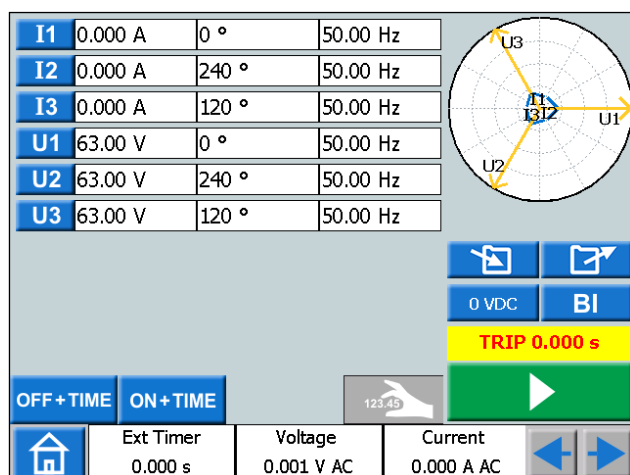 I1 0.000 A 0 ° 50.00 Hz
I2 0.000 A 240 ° 50.00 Hz
I3 0.000 A 120 ° 50.00 Hz
U1 63.00 V 0 ° 50.00 Hz
U2 63.00 V 240 ° 50.00 Hz
U3 63.00 V 120 ° 50.00 Hz
U3
I1
I3 I2
U1
U2
0 VDC BI
TRIP 0.000 s
OFF+TIME ON+TIME 123.45
Ext Timer Voltage Current
0.000 s 0.001 V AC 0.000 A AC